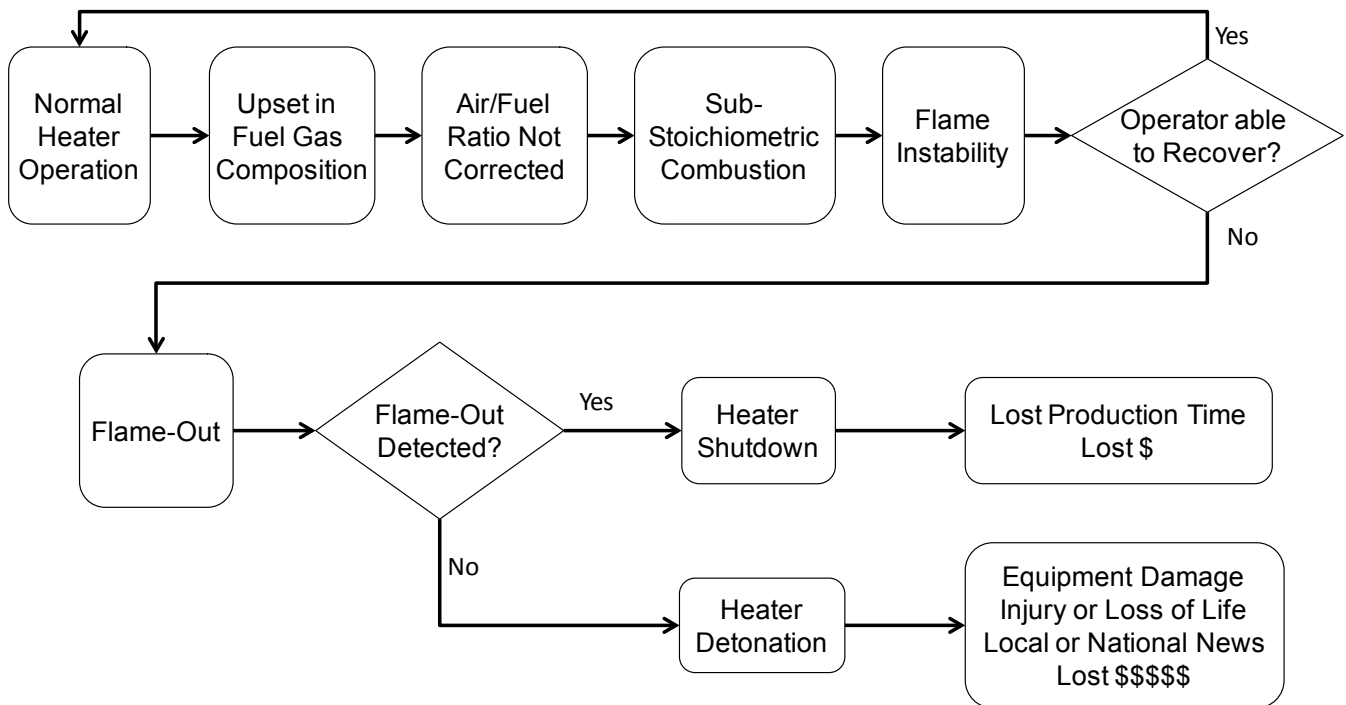 Yes
Normal
Heater
Operation
Upset in
Fuel Gas
Composition
Air/Fuel
Ratio Not
Corrected
Sub-
Stoichiometric
Combustion
Flame
Instability
Operator able
to Recover?
No
Flame-Out
Flame-Out
Detected?
Yes
Heater
Shutdown
Lost Production Time
Lost $
No
Heater
Detonation
Equipment Damage
Injury or Loss of Life
Local or National News
Lost $$$$$